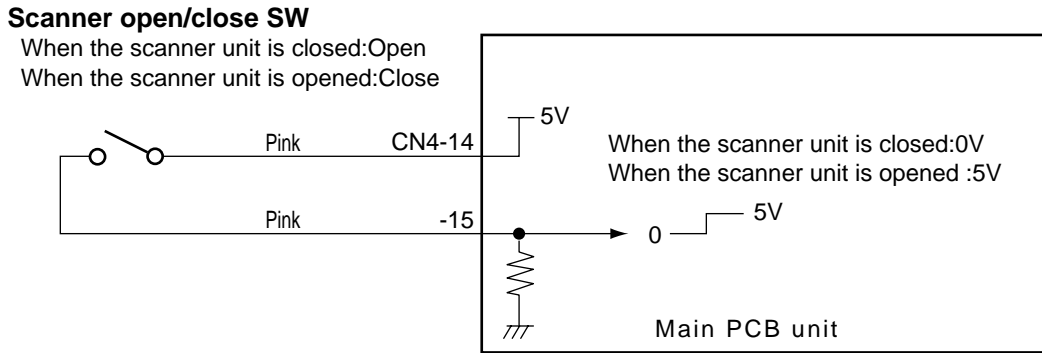 Scanner open/close SW
When the scanner unit is closed:Open
When the scanner unit is opened:Close
5V
Pink CN4-14
When the scanner unit is closed:0V
When the scanner unit is opened :5V
5V
Pink -15
0
Main PCB unit